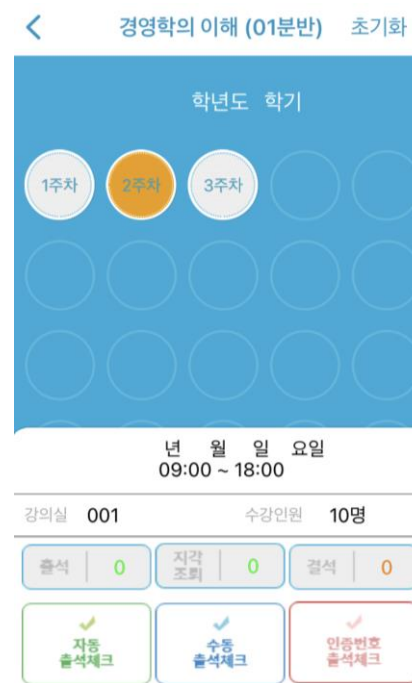 경영학의 이해 (01분반) 초기화
학년도 학기
1주차 2주차 3주차
년 월 일 요일
09:00 ~ 18:00
강의실 001 수강인원 10명
출석 0 지각 0 결석 0
조퇴
자동 수동 인증번호
출석체크 출석체크 출석체크